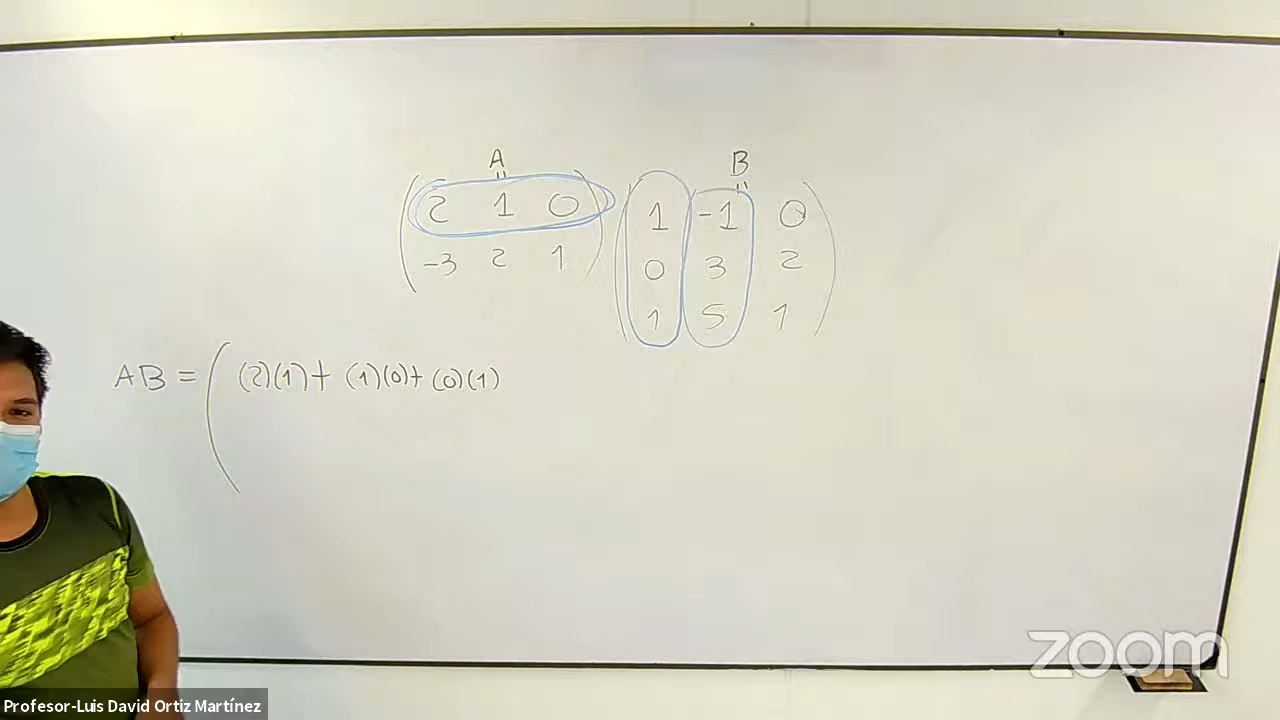 A B
2 1 0 1 -1 0
-3 2 1 0 3 2
1 5 1
AB = ( (2)(1)+ (1)(0)+ (0)(1)
zoom
Profesor-Luis David Ortiz Martínez